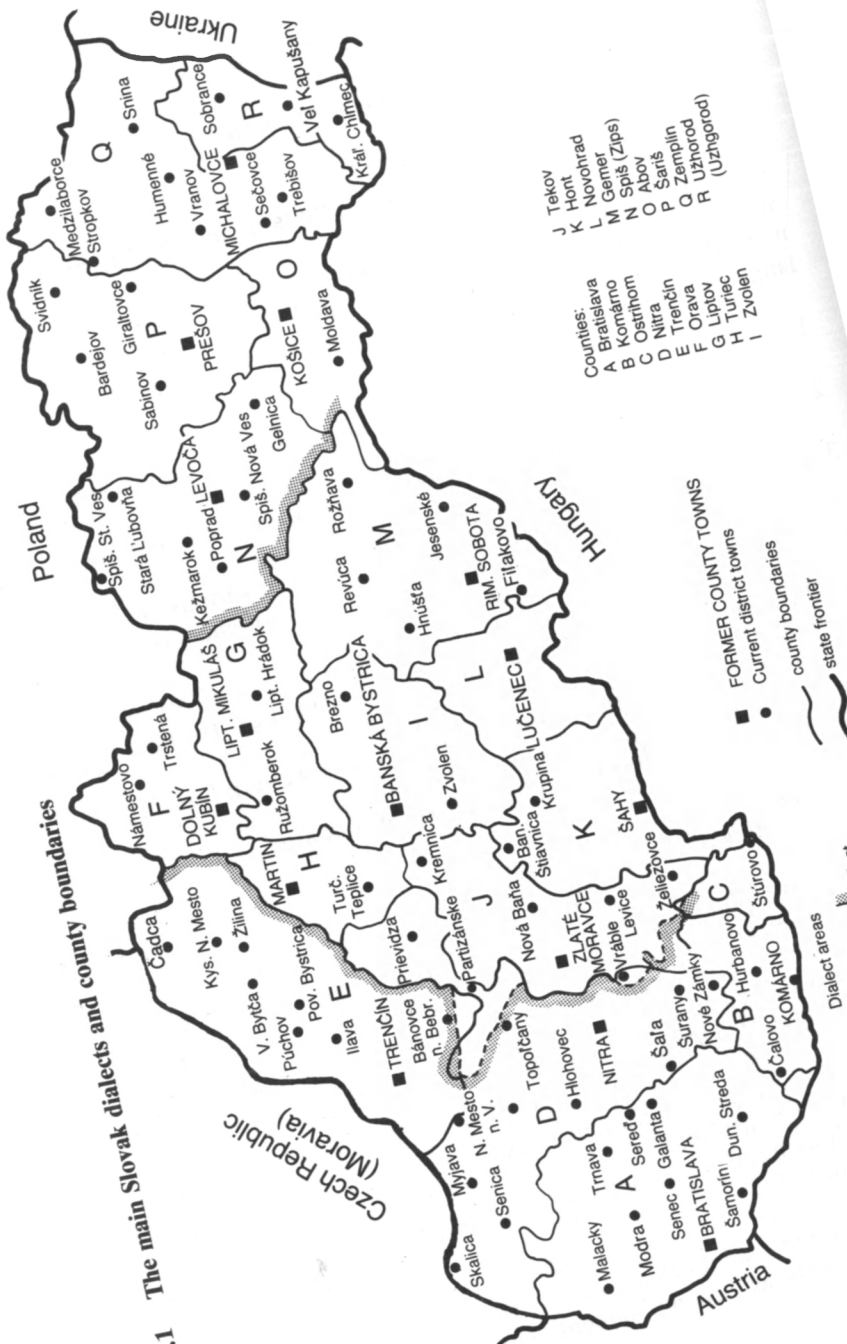 .1 The main Slovak dialects and county boundaries
Poland
Ukraine
Czech Republic
(Moravia)
Austria
Hungary
Medzilaborce
Stropkov
Svidník
Snina
Q
Humenné
Vranov
MICHALOVCE
Sobrance
R
Sečovce
Trebišov
Vel Kapušany
Kráľ. Chlmec
Bardejov
Giraltovce
P
Sabinov
PREŠOV
O
KOŠICE
Moldava
Spiš. St. Ves
Stará Ľubovňa
Kežmarok
Poprad
LEVOČA
N
Spiš. Nová Ves
Gelnica
Námestovo
F
Trstená
DOLNÝ
KUBÍN
LIPT. MIKULÁŠ
G
Ružomberok
Lipt. Hrádok
Čadca
Kys. N. Mesto
Žilina
V. Bytča
Púchov
Pov. Bystrica
E
Ilava
TRENČÍN
Bánovce
n. Bebr.
MARTIN
H
Turč.
Teplice
Prievidza
Partizánske
Kremnica
J
Nová Baňa
Ban.
Štiavnica
ZLATÉ
MORAVCE
Vráble
Levice
Želiezovce
Brezno
BANSKÁ BYSTRICA
I
Zvolen
Krupina
K
ŠAHY
L
LUČENEC
Revúca
Rožňava
M
Hnúšťa
Jesenské
RIM. SOBOTA
Fiľakovo
Myjava
N. Mesto
n. V.
Skalica
Senica
D
Topoľčany
Hlohovec
NITRA
Malacky
Trnava
A
Modra
Sereď
Senec
Galanta
Šaľa
BRATISLAVA
Šamorín
Dun. Streda
Šurany
Nové Zámky
B
Hurbanovo
Čalovo
KOMÁRNO
C
Štúrovo
Counties:
A Bratislava
B Komárno
C Ostrihom
D Nitra
E Trenčín
F Orava
G Liptov
H Turiec
I Zvolen
J Tekov
K Hont
L Novohrad
M Gemer
N Spiš (Zips)
O Abov
P Šariš
Q Zemplín
R Užhorod
(Uzhgorod)
FORMER COUNTY TOWNS
Current district towns
county boundaries
state frontier
Dialect areas